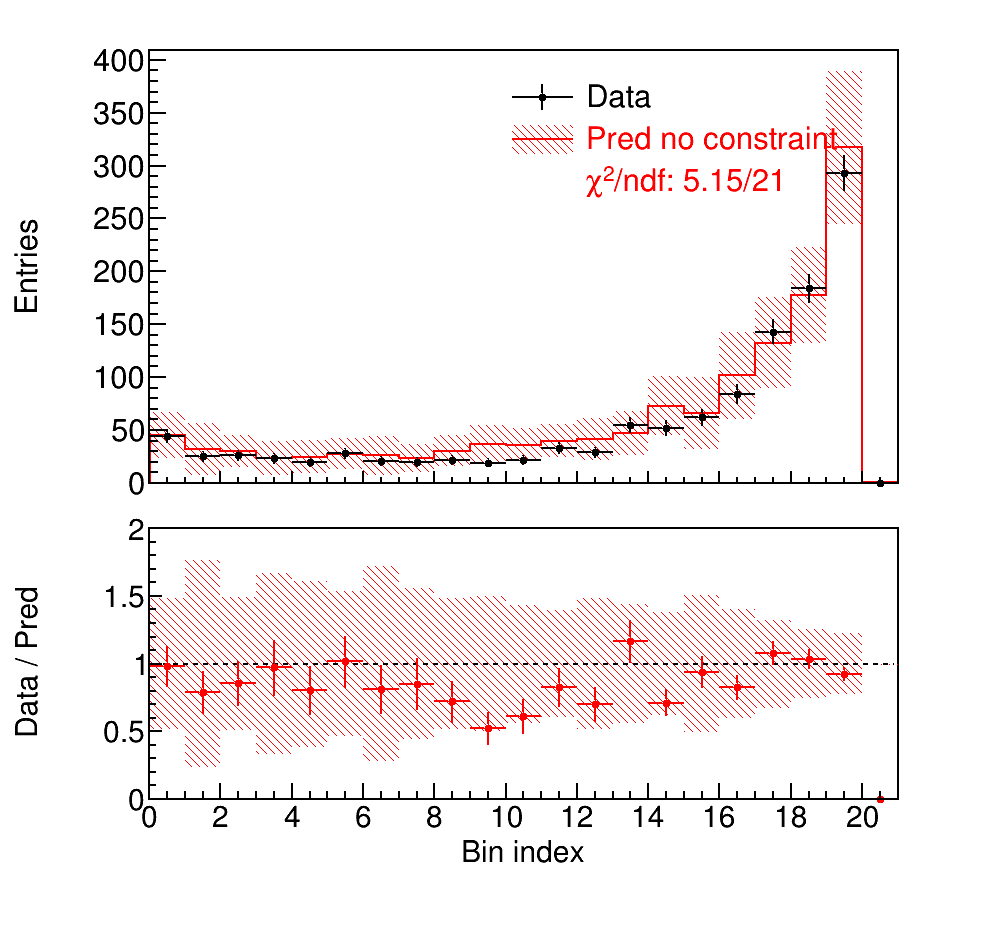 400
350
300
250
200
150
100
50
0
Entries
Data
Pred no constraint
χ²/ndf: 5.15/21
2
1.5
1
0.5
0
Data / Pred
0 2 4 6 8 10 12 14 16 18 20
Bin index